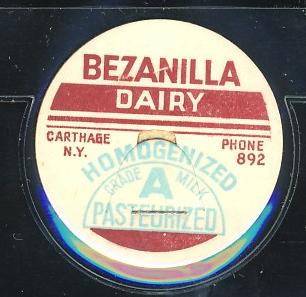 BEZANILLA
DAIRY
CARTHAGE
N.Y.
PHONE
892
HOMOGENIZED
GRADE A MILK
PASTEURIZED